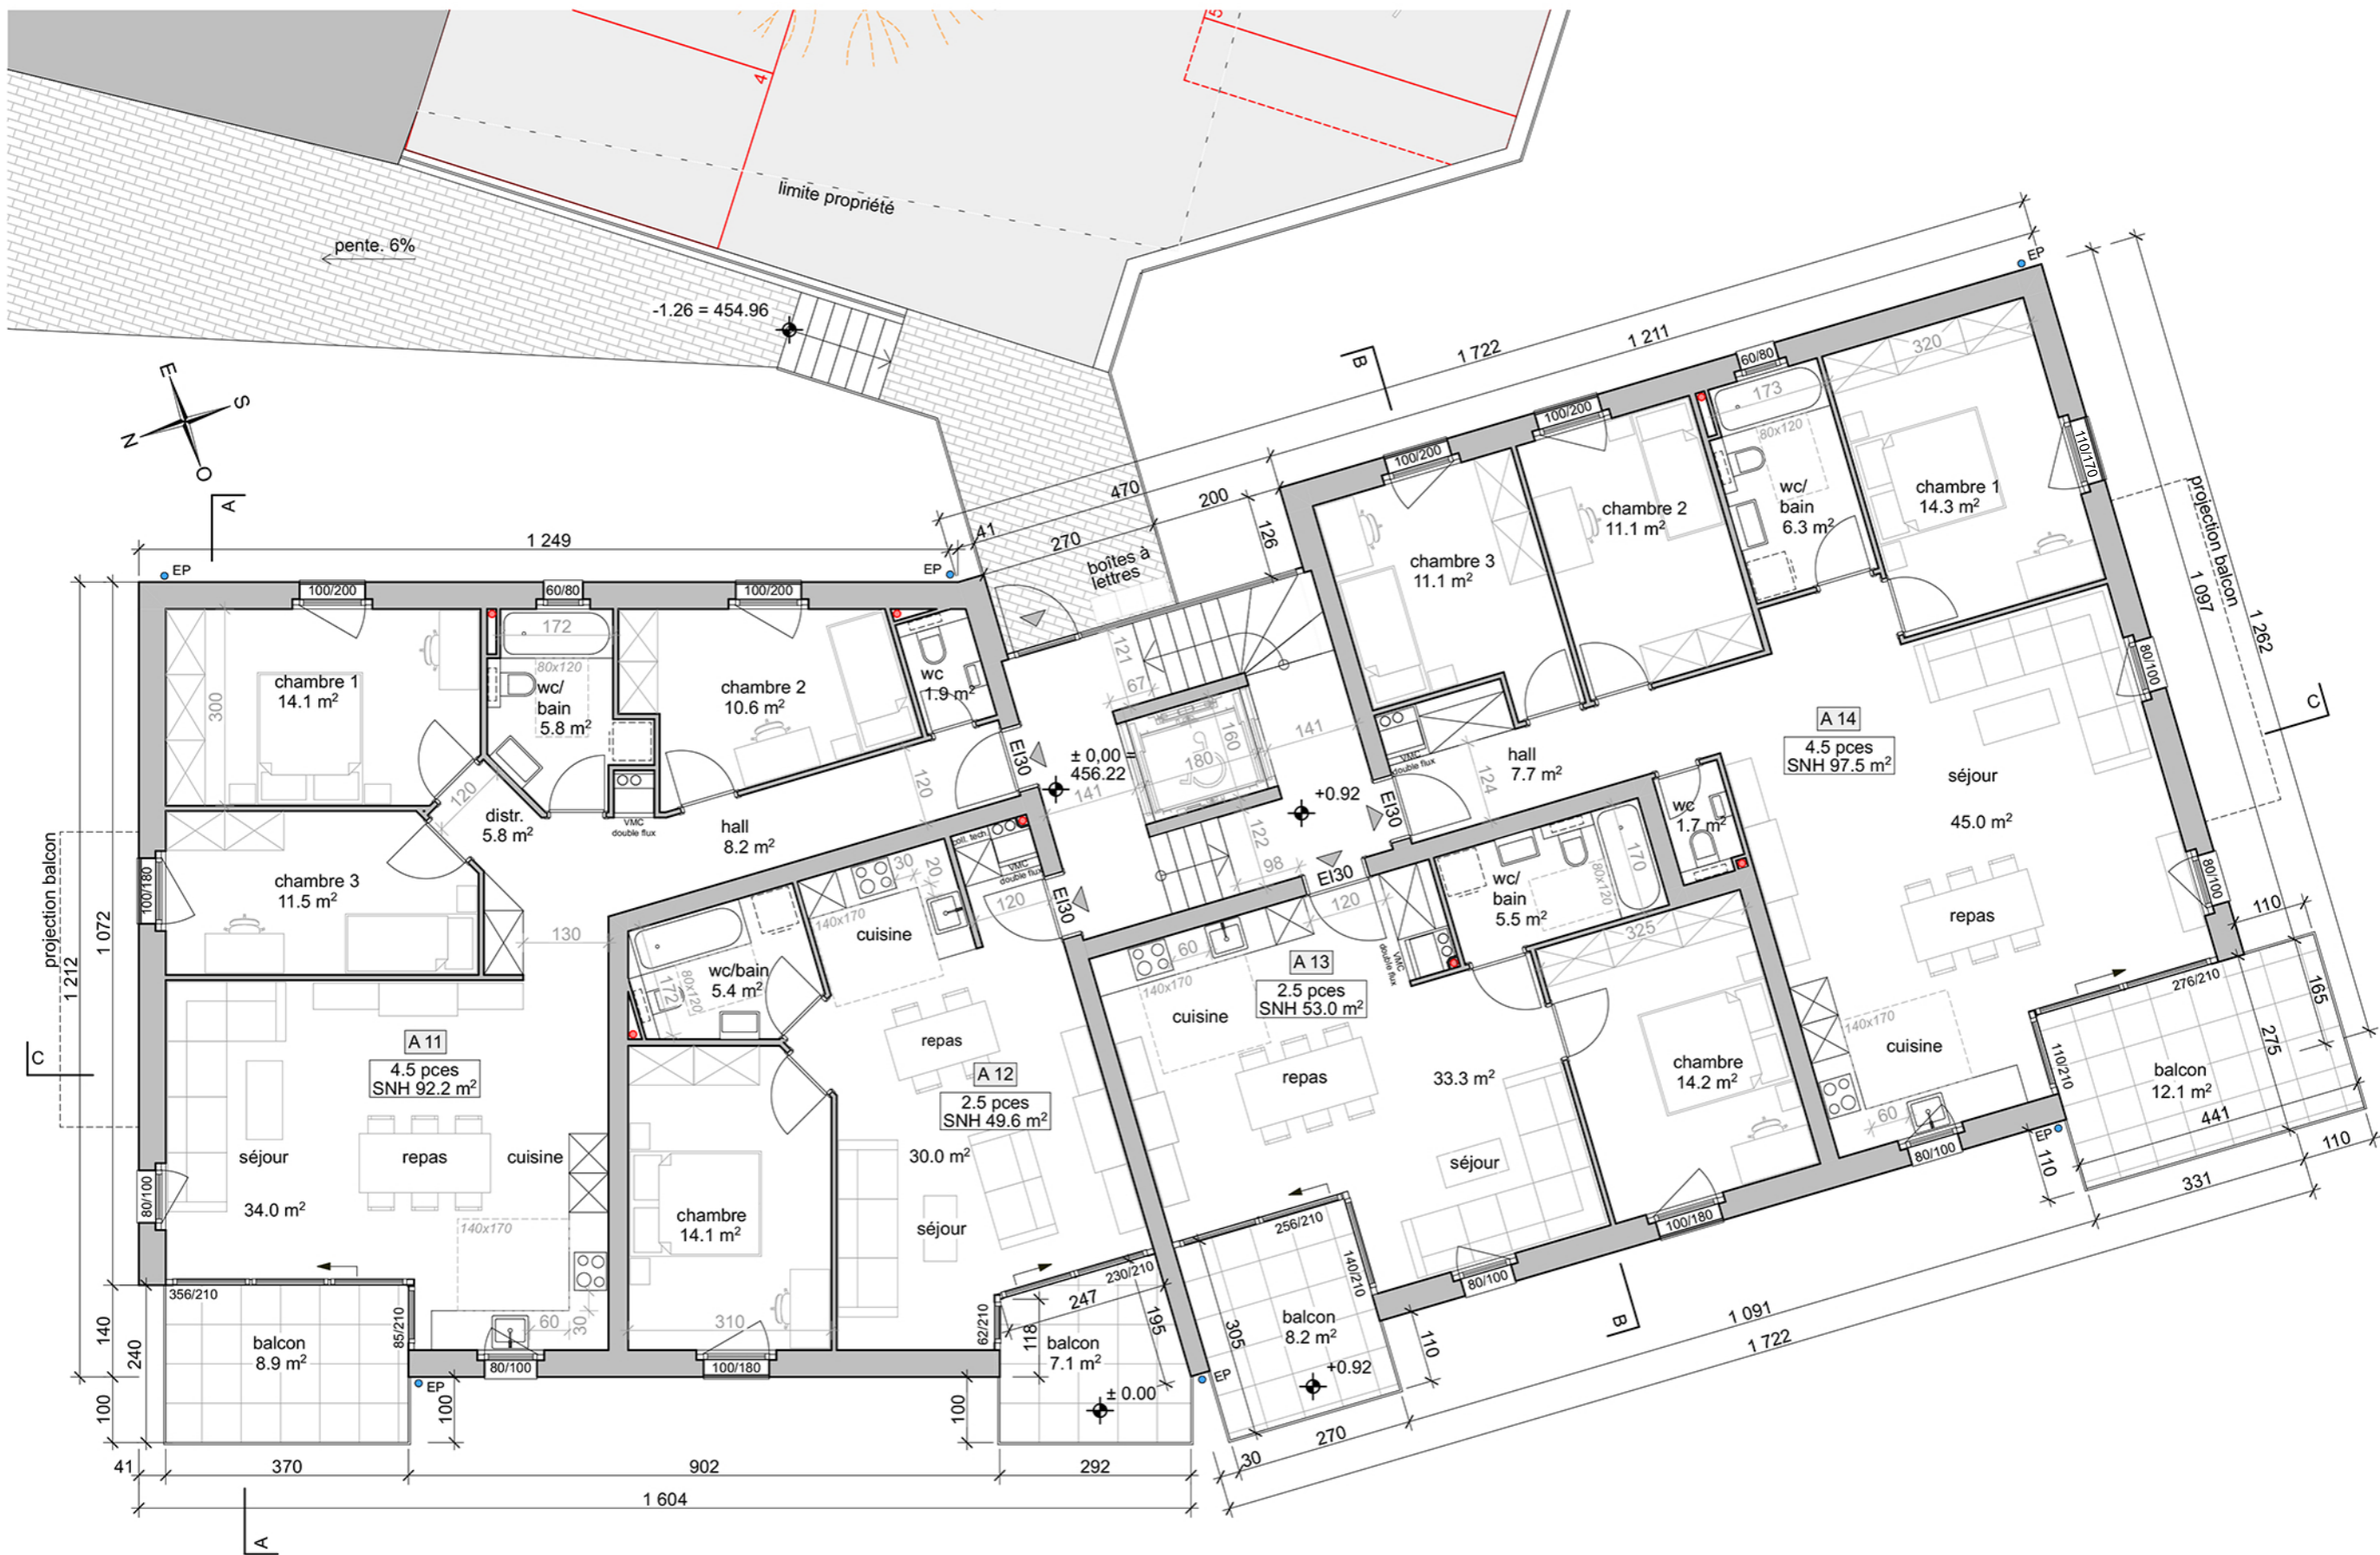 4
5
limite propriété
pente. 6%
-1.26 = 454.96
E
S
N
O
A
1 249
EP
EP
100/200
60/80
100/200
41
470
270
200
126
boîtes à
lettres
1 722
1 211
B
EP
60/80
100/200
100/200
320
173
80x120
110/170
chambre 1
14.3 m²
wc/
bain
6.3 m²
chambre 2
11.1 m²
chambre 3
11.1 m²
projection balcon
1 097
1 262
80/100
C
chambre 1
14.1 m²
300
172
80x120
wc/
bain
5.8 m²
chambre 2
10.6 m²
wc
1.9 m²
121
67
160
180
141
141
± 0,00 =
456.22
EI30
120
120
distr.
5.8 m²
VMC
double flux
hall
8.2 m²
chambre 3
11.5 m²
100/180
projection balcon
1 072
1 212
130
+0.92
122
98
EI30
EI30
EI30
120
120
VMC
double flux
hall
7.7 m²
124
wc
1.7 m²
A 14
4.5 pces
SNH 97.5 m²
séjour
45.0 m²
repas
80/100
110
30
20
coll. tech.
VMC
double flux
140x170
cuisine
wc/bain
5.4 m²
172
80x120
60
140x170
cuisine
A 13
2.5 pces
SNH 53.0 m²
VMC
double flux
wc/
bain
5.5 m²
170
80x120
325
chambre
14.2 m²
140x170
cuisine
60
276/210
110/210
165
275
balcon
12.1 m²
441
110
331
110
EP
80/100
C
A 11
4.5 pces
SNH 92.2 m²
séjour
34.0 m²
repas
cuisine
140x170
80/100
356/210
85/210
60
30
balcon
8.9 m²
140
240
100
80/100
EP
100
chambre
14.1 m²
310
100/180
repas
A 12
2.5 pces
SNH 49.6 m²
30.0 m²
séjour
62/210
118
230/210
247
195
balcon
7.1 m²
± 0.00
100
repas
33.3 m²
séjour
256/210
140/210
305
balcon
8.2 m²
+0.92
EP
80/100
100/180
110
B
1 091
1 722
270
30
41
370
902
292
1 604
A